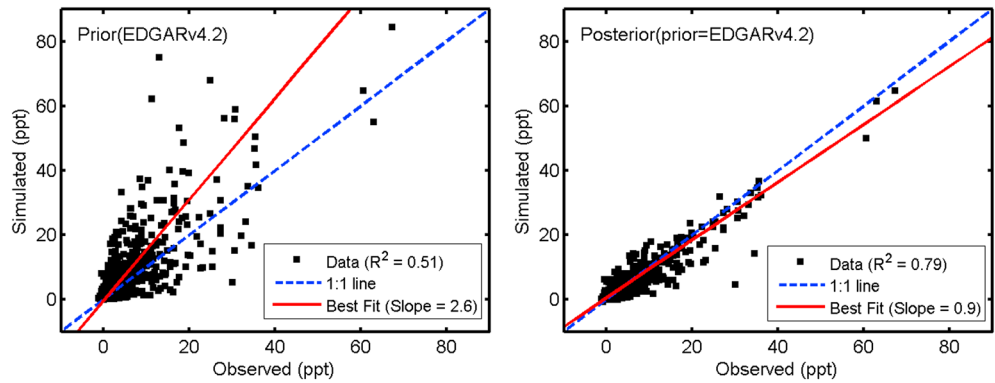 Prior(EDGARv4.2)
Simulated (ppt)
80
60
40
20
0
0 20 40 60 80
Observed (ppt)
Data (R² = 0.51)
1:1 line
Best Fit (Slope = 2.6)
Posterior(prior=EDGARv4.2)
Simulated (ppt)
80
60
40
20
0
0 20 40 60 80
Observed (ppt)
Data (R² = 0.79)
1:1 line
Best Fit (Slope = 0.9)